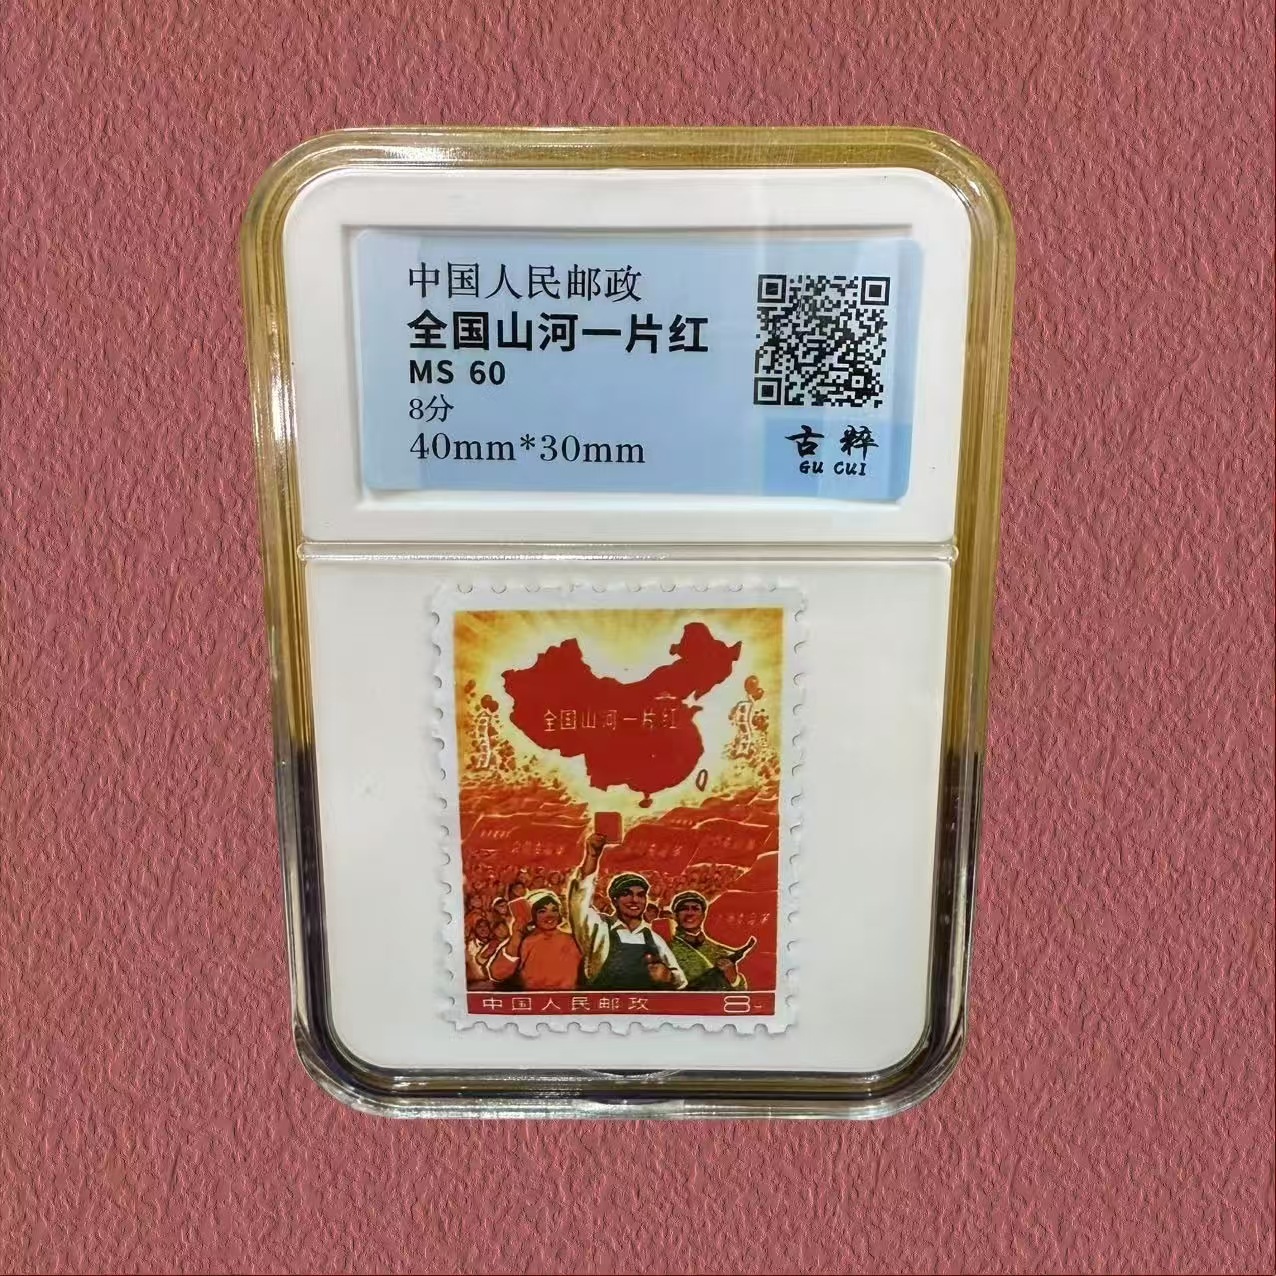 中国人民邮政
全国山河一片红
MS 60
8分
40mm*30mm
古粹
GU CUI
全国山河一片红
中国人民邮政
8分